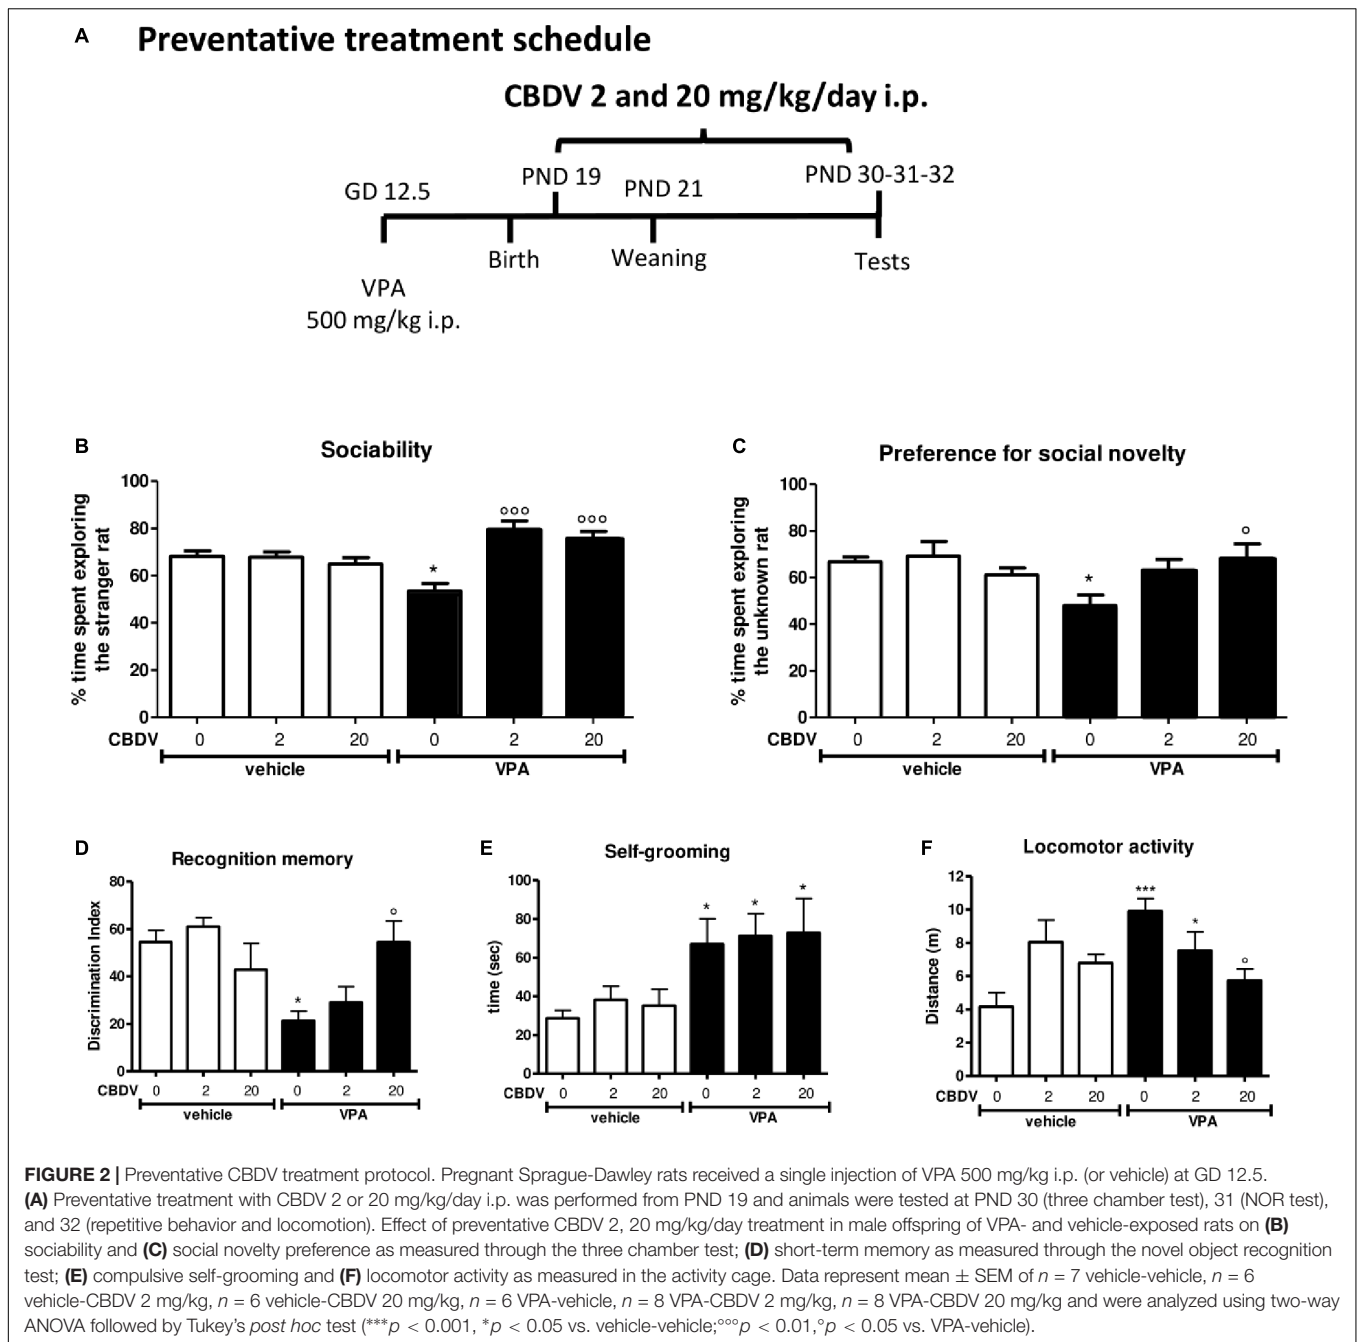 A Preventative treatment schedule
CBDV 2 and 20 mg/kg/day i.p.
GD 12.5 PND 19 PND 21 PND 30-31-32
Birth Weaning Tests
VPA
500 mg/kg i.p.
B Sociability
% time spent exploring
the stranger rat
100
80
60
40
20
0
* °°° °°°
CBDV 0 2 20 0 2 20
vehicle VPA
C Preference for social novelty
% time spent exploring
the unknown rat
100
80
60
40
20
0
* °
CBDV 0 2 20 0 2 20
vehicle VPA
D Recognition memory
Discrimination Index
80
60
40
20
0
* °
CBDV 0 2 20 0 2 20
vehicle VPA
E Self-grooming
time (sec)
100
80
60
40
20
0
* * *
CBDV 0 2 20 0 2 20
vehicle VPA
F Locomotor activity
Distance (m)
12
10
8
6
4
2
0
*** * °
CBDV 0 2 20 0 2 20
vehicle VPA
FIGURE 2 | Preventative CBDV treatment protocol. Pregnant Sprague-Dawley rats received a single injection of VPA 500 mg/kg i.p. (or vehicle) at GD 12.5.
(A) Preventative treatment with CBDV 2 or 20 mg/kg/day i.p. was performed from PND 19 and animals were tested at PND 30 (three chamber test), 31 (NOR test),
and 32 (repetitive behavior and locomotion). Effect of preventative CBDV 2, 20 mg/kg/day treatment in male offspring of VPA- and vehicle-exposed rats on (B)
sociability and (C) social novelty preference as measured through the three chamber test; (D) short-term memory as measured through the novel object recognition
test; (E) compulsive self-grooming and (F) locomotor activity as measured in the activity cage. Data represent mean ± SEM of n = 7 vehicle-vehicle, n = 6
vehicle-CBDV 2 mg/kg, n = 6 vehicle-CBDV 20 mg/kg, n = 6 VPA-vehicle, n = 8 VPA-CBDV 2 mg/kg, n = 8 VPA-CBDV 20 mg/kg and were analyzed using two-way
ANOVA followed by Tukey's post hoc test (***p < 0.001, *p < 0.05 vs. vehicle-vehicle;°°°p < 0.01,°p < 0.05 vs. VPA-vehicle).